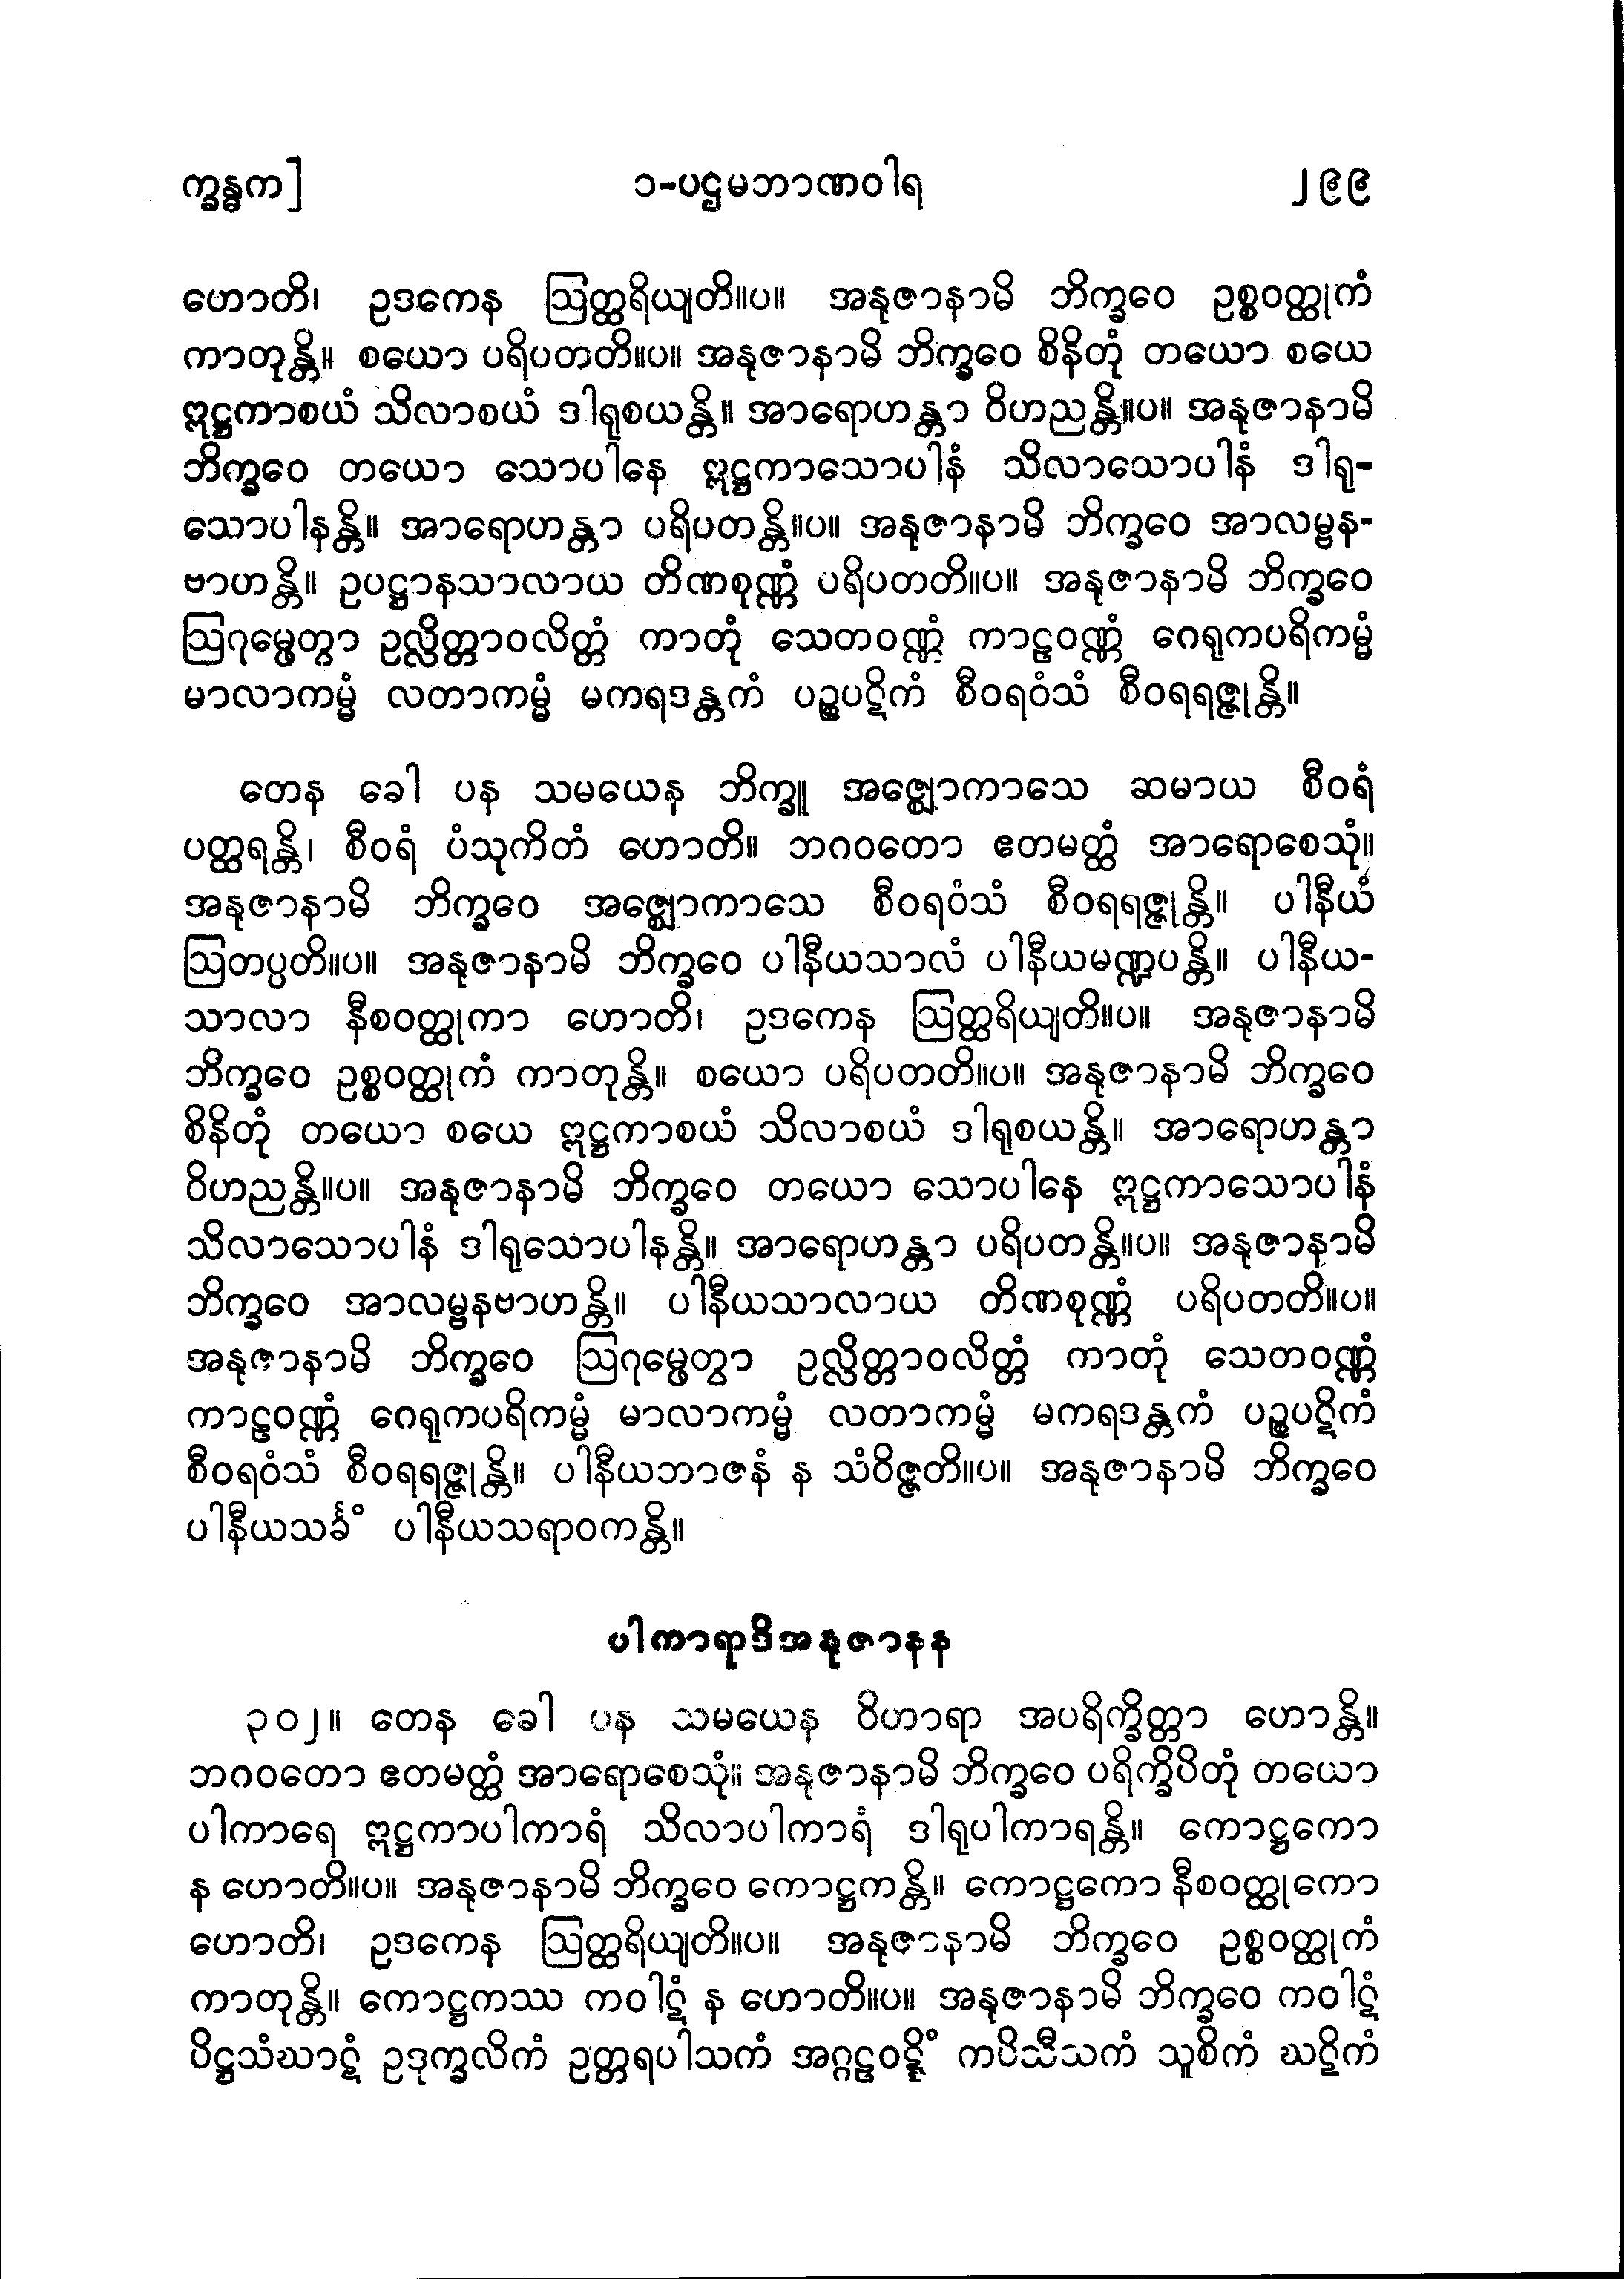 က္ခန္ဓက] ၁-ပဌမဘာဏဝါရ ၂၉၉
ဟောတိ၊ ဥဒကေန ဩတ္ထရိယျတိ။ပ။ အနုဇာနာမိ ဘိက္ခဝေ ဥစ္စဝတ္ထုကံ
ကာတုန္တိ။ စယော ပရိပတတိ။ပ။ အနုဇာနာမိ ဘိက္ခဝေ စိနိတုံ တယော စယေ
ဣဋ္ဌကာစယံ သိလာစယံ ဒါရုစယန္တိ။ အာရောဟန္တာ ဝိဟညန္တိ။ပ။ အနုဇာနာမိ
ဘိက္ခဝေ တယော သောပါနေ ဣဋ္ဌကာသောပါနံ သိလာသောပါနံ ဒါရု-
သောပါနန္တိ။ အာရောဟန္တာ ပရိပတန္တိ။ပ။ အနုဇာနာမိ ဘိက္ခဝေ အာလမ္ဗန-
ဗာဟန္တိ။ ဥပဋ္ဌာနသာလာယ တိဏစုဏ္ဏံ ပရိပတတိ။ပ။ အနုဇာနာမိ ဘိက္ခဝေ
ဩဂုမ္ဖေတွာ ဥလ္လိတ္တာဝလိတ္တံ ကာတုံ သေတဝဏ္ဏံ ကာဠဝဏ္ဏံ ဂေရုကပရိကမ္မံ
မာလာကမ္မံ လတာကမ္မံ မကရဒန္တကံ ပဉ္စပဋိကံ စီဝရဝံသံ စီဝရရဇ္ဇုန္တိ။
တေန ခေါ ပန သမယေန ဘိက္ခူ အဇ္ဈောကာသေ ဆမာယ စီဝရံ
ပတ္ထရန္တိ၊ စီဝရံ ပံသုကိတံ ဟောတိ။ ဘဂဝတော ဧတမတ္ထံ အာရောစေသုံ။
အနုဇာနာမိ ဘိက္ခဝေ အဇ္ဈောကာသေ စီဝရဝံသံ စီဝရရဇ္ဇုန္တိ။ ပါနီယံ
ဩတပ္ပတိ။ပ။ အနုဇာနာမိ ဘိက္ခဝေ ပါနီယသာလံ ပါနီယမဏ္ဍပန္တိ။ ပါနီယ-
သာလာ နီစဝတ္ထုကာ ဟောတိ၊ ဥဒကေန ဩတ္ထရိယျတိ။ပ။ အနုဇာနာမိ
ဘိက္ခဝေ ဥစ္စဝတ္ထုကံ ကာတုန္တိ။ စယော ပရိပတတိ။ပ။ အနုဇာနာမိ ဘိက္ခဝေ
စိနိတုံ တယော စယေ ဣဋ္ဌကာစယံ သိလာစယံ ဒါရုစယန္တိ။ အာရောဟန္တာ
ဝိဟညန္တိ။ပ။ အနုဇာနာမိ ဘိက္ခဝေ တယော သောပါနေ ဣဋ္ဌကာသောပါနံ
သိလာသောပါနံ ဒါရုသောပါနန္တိ။ အာရောဟန္တာ ပရိပတန္တိ။ပ။ အနုဇာနာမိ
ဘိက္ခဝေ အာလမ္ဗနဗာဟန္တိ။ ပါနီယသာလာယ တိဏစုဏ္ဏံ ပရိပတတိ။ပ။
အနုဇာနာမိ ဘိက္ခဝေ ဩဂုမ္ဖေတွာ ဥလ္လိတ္တာဝလိတ္တံ ကာတုံ သေတဝဏ္ဏံ
ကာဠဝဏ္ဏံ ဂေရုကပရိကမ္မံ မာလာကမ္မံ လတာကမ္မံ မကရဒန္တကံ ပဉ္စပဋိကံ
စီဝရဝံသံ စီဝရရဇ္ဇုန္တိ။ ပါနီယဘာဇနံ န သံဝိဇ္ဇတိ။ပ။ အနုဇာနာမိ ဘိက္ခဝေ
ပါနီယသင်္ခံ ပါနီယသရာဝကန္တိ။
ပါကာရာဒိအနုဇာနန
၃၀၂။ တေန ခေါ ပန သမယေန ဝိဟာရာ အပရိက္ခိတ္တာ ဟောန္တိ။
ဘဂဝတော ဧတမတ္ထံ အာရောစေသုံ။ အနုဇာနာမိ ဘိက္ခဝေ ပရိက္ခိပိတုံ တယော
ပါကာရေ ဣဋ္ဌကာပါကာရံ သိလာပါကာရံ ဒါရုပါကာရန္တိ။ ကောဋ္ဌကော
န ဟောတိ။ပ။ အနုဇာနာမိ ဘိက္ခဝေ ကောဋ္ဌကန္တိ။ ကောဋ္ဌကော နီစဝတ္ထုကော
ဟောတိ၊ ဥဒကေန ဩတ္ထရိယျတိ။ပ။ အနုဇာနာမိ ဘိက္ခဝေ ဥစ္စဝတ္ထုကံ
ကာတုန္တိ။ ကောဋ္ဌကဿ ကဝါဋံ န ဟောတိ။ပ။ အနုဇာနာမိ ဘိက္ခဝေ ကဝါဋံ
ပိဋ္ဌသံဃာဋံ ဥဒုက္ခလိကံ ဥတ္တရပါသကံ အဂ္ဂဠဝဋ္ဋိံ ကပိသီသကံ သူစိကံ ဃဋိကံ